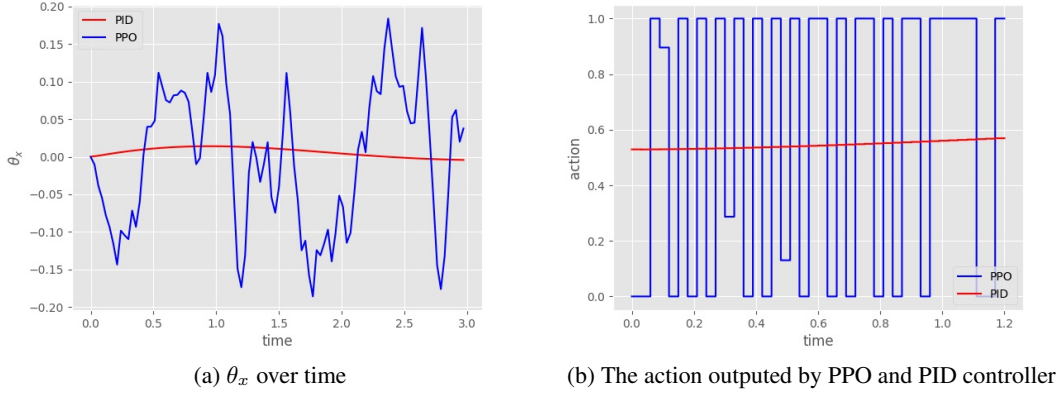 0.20
0.15
0.10
0.05
0.00
-0.05
-0.10
-0.15
-0.20
θx
PID
PPO
0.0 0.5 1.0 1.5 2.0 2.5 3.0
time
(a) θx over time
1.0
0.8
0.6
0.4
0.2
0.0
action
PPO
PID
0.0 0.2 0.4 0.6 0.8 1.0 1.2
time
(b) The action outputed by PPO and PID controller